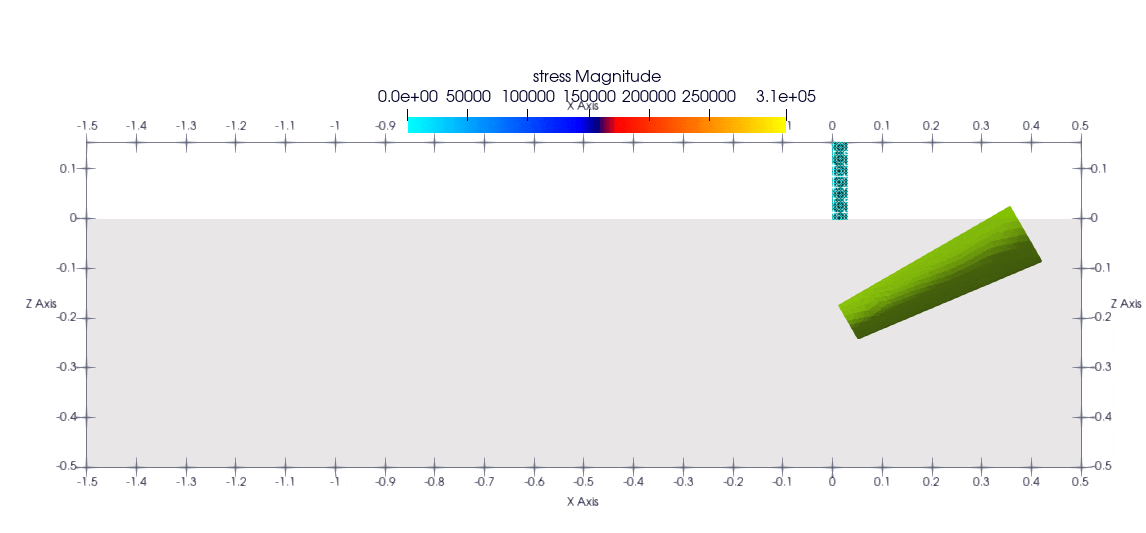 stress Magnitude
0.0e+00 50000 100000 150000 200000 250000 3.1e+05
X Axis
-1.5 -1.4 -1.3 -1.2 -1.1 -1 -0.9 0 0.1 0.2 0.3 0.4 0.5
0.1 0.1
0 0
-0.1 -0.1
Z Axis Z Axis
-0.2 -0.2
-0.3 -0.3
-0.4 -0.4
-0.5 -0.5
-1.5 -1.4 -1.3 -1.2 -1.1 -1 -0.9 -0.8 -0.7 -0.6 -0.5 -0.4 -0.3 -0.2 -0.1 0 0.1 0.2 0.3 0.4 0.5
X Axis